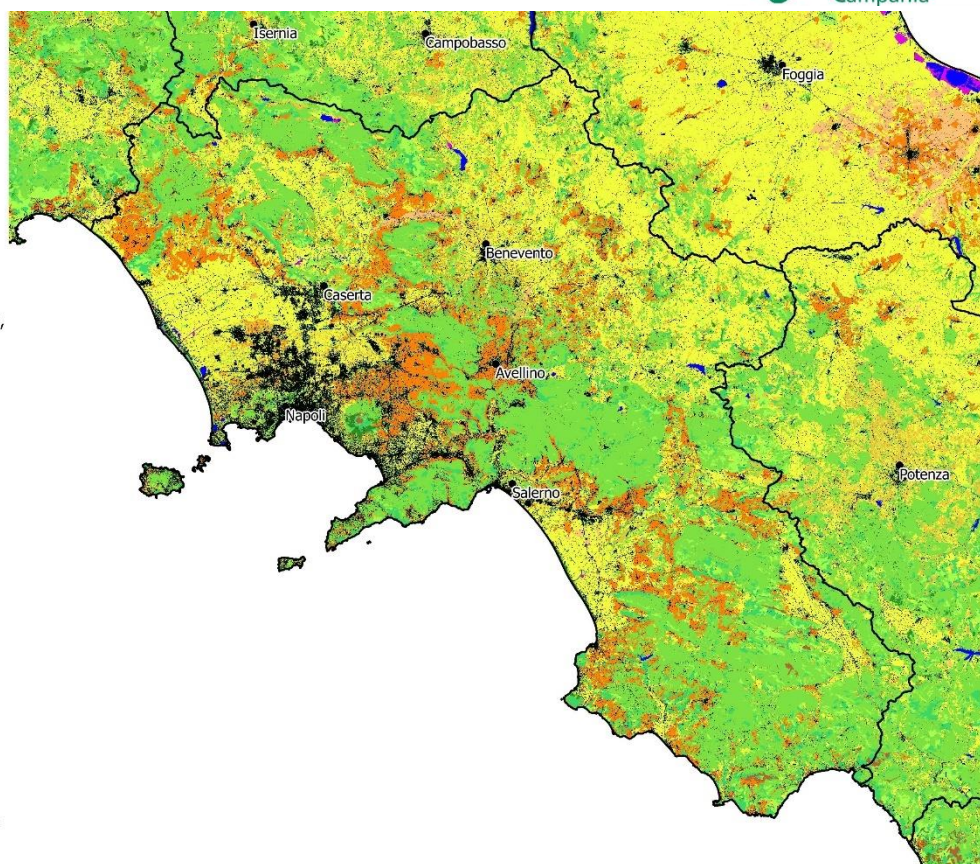 Campania
Isernia
Campobasso
Foggia
Benevento
Caserta
Avellino
Napoli
Potenza
Salerno